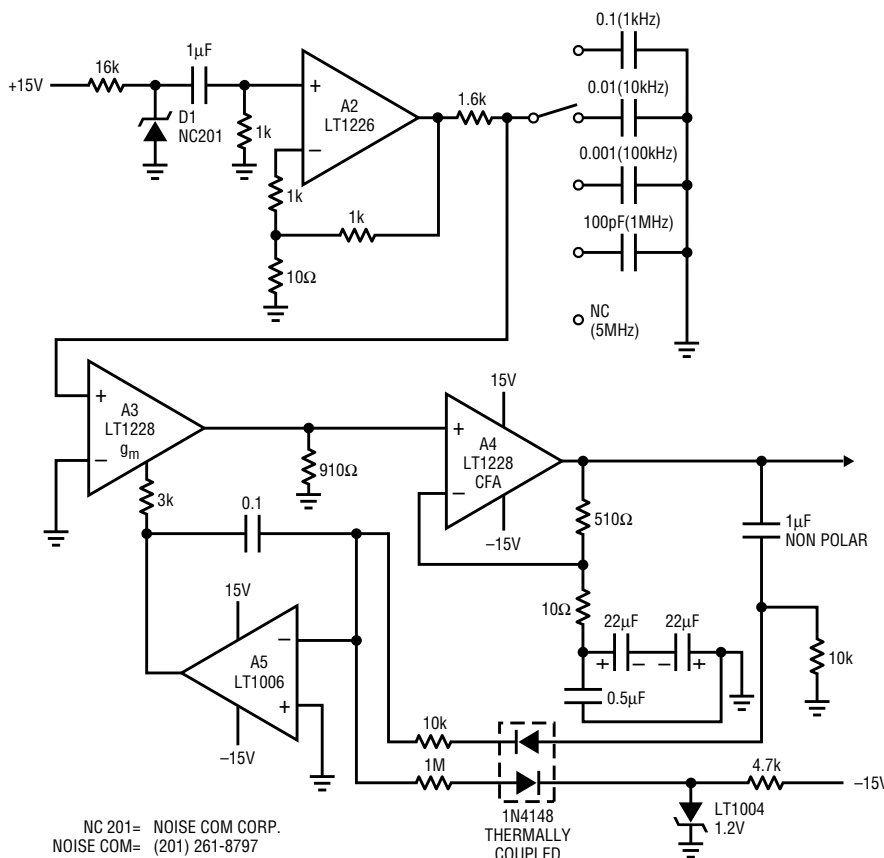 0.1(1kHz)
1µF
16k
+15V
A2
LT1226
+
–
1.6k
0.01(10kHz)
D1
NC201
1k
0.001(100kHz)
1k
1k
100pF(1MHz)
10Ω
NC
(5MHz)
15V
+
–
A3
LT1228
gm
+
–
A4
LT1228
CFA
910Ω
3k
0.1
510Ω
1µF
NON POLAR
–15V
15V
10Ω
22µF
22µF
–
+
A5
LT1006
+ –
– +
10k
0.5µF
–15V
10k
1M
4.7k
–15V
1N4148
THERMALLY
COUPLED
LT1004
1.2V
NC 201= NOISE COM CORP.
NOISE COM= (201) 261-8797